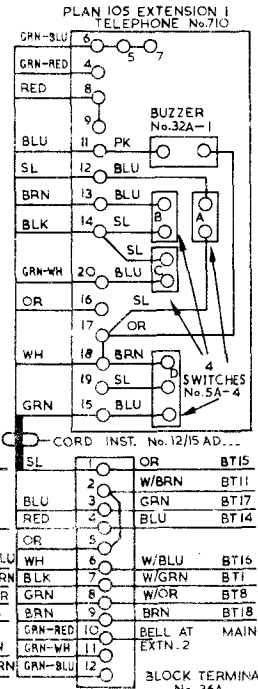 PLAN 105 EXTENSION 1
TELEPHONE No.710
GRN-BLU 6 5 7
GRN-RED 4
RED 8
9
BUZZER
No.32A-1
BLU 11 PK
SL 12 BLU
BRN 13 BLU B A
BLK 14 SL
SL
GRN-WH 20 BLU C
OR 16 SL
17 OR
WH 18 BRN D 4
19 SL SWITCHES
GRN 15 BLU No.5A-4
CORD INST. No. 12/15 AD...
SL 1 OR BT15
2 W/BRN BT11
BLU 3 GRN BT17
RED 4 BLU BT14
OR 5
WH 6 W/BLU BT16
BLK 7 W/GRN BT1
GRN 8 W/OR BT8
BRN 9 BRN BT18
GRN-RED 10 BELL AT MAIN
GRN-WH 11 EXTN.2
GRN-BLU 12
BLOCK TERMINA
No. 26A